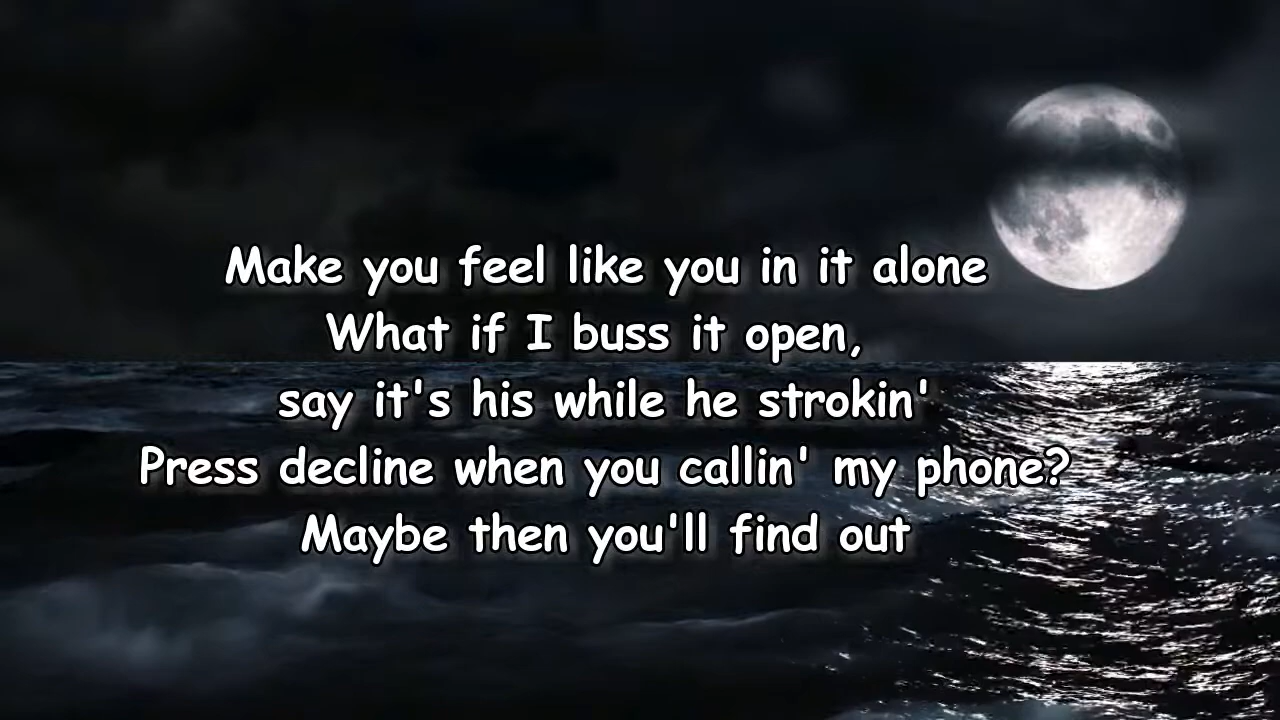 Make you feel like you in it alone
What if I buss it open,
say it's his while he strokin'
Press decline when you callin' my phone?
Maybe then you'll find out